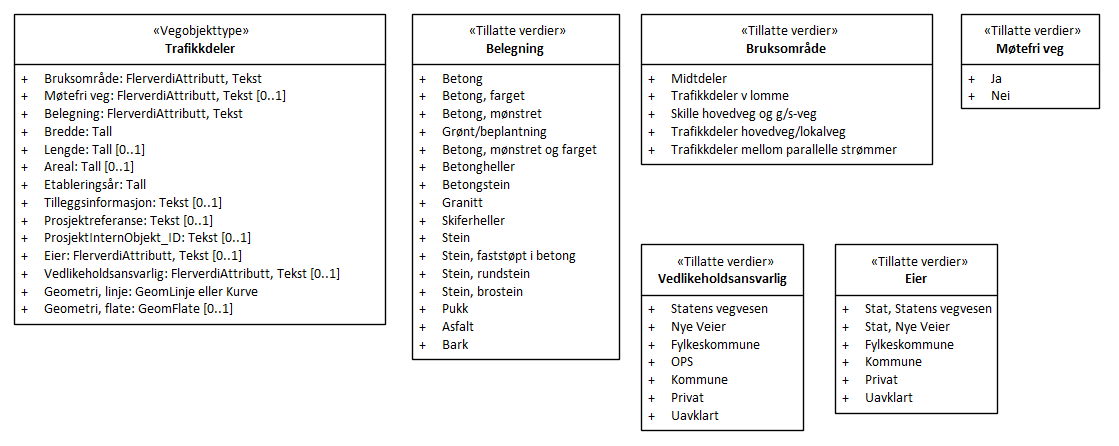 «Vegobjekttype»
Trafikkdeler
+ Bruksområde: FlerverdiAttributt, Tekst
+ Møtefri veg: FlerverdiAttributt, Tekst [0..1]
+ Belegning: FlerverdiAttributt, Tekst
+ Bredde: Tall
+ Lengde: Tall [0..1]
+ Areal: Tall [0..1]
+ Etableringsår: Tall
+ Tilleggsinformasjon: Tekst [0..1]
+ Prosjektreferanse: Tekst [0..1]
+ ProsjektInternObjekt_ID: Tekst [0..1]
+ Eier: FlerverdiAttributt, Tekst [0..1]
+ Vedlikeholdsansvarlig: FlerverdiAttributt, Tekst [0..1]
+ Geometri, linje: GeomLinje eller Kurve
+ Geometri, flate: GeomFlate [0..1]
«Tillatte verdier»
Belegning
+ Betong
+ Betong, farget
+ Betong, mønstret
+ Grønt/beplantning
+ Betong, mønstret og farget
+ Betongheller
+ Betongstein
+ Granitt
+ Skiferheller
+ Stein
+ Stein, faststøpt i betong
+ Stein, rundstein
+ Stein, brostein
+ Pukk
+ Asfalt
+ Bark
«Tillatte verdier»
Bruksområde
+ Midtdeler
+ Trafikkdeler v lomme
+ Skille hovedveg og g/s-veg
+ Trafikkdeler hovedveg/lokalveg
+ Trafikkdeler mellom parallelle strømmer
«Tillatte verdier»
Møtefri veg
+ Ja
+ Nei
«Tillatte verdier»
Vedlikeholdsansvarlig
+ Statens vegvesen
+ Nye Veier
+ Fylkeskommune
+ OPS
+ Kommune
+ Privat
+ Uavklart
«Tillatte verdier»
Eier
+ Stat, Statens vegvesen
+ Stat, Nye Veier
+ Fylkeskommune
+ Kommune
+ Privat
+ Uavklart